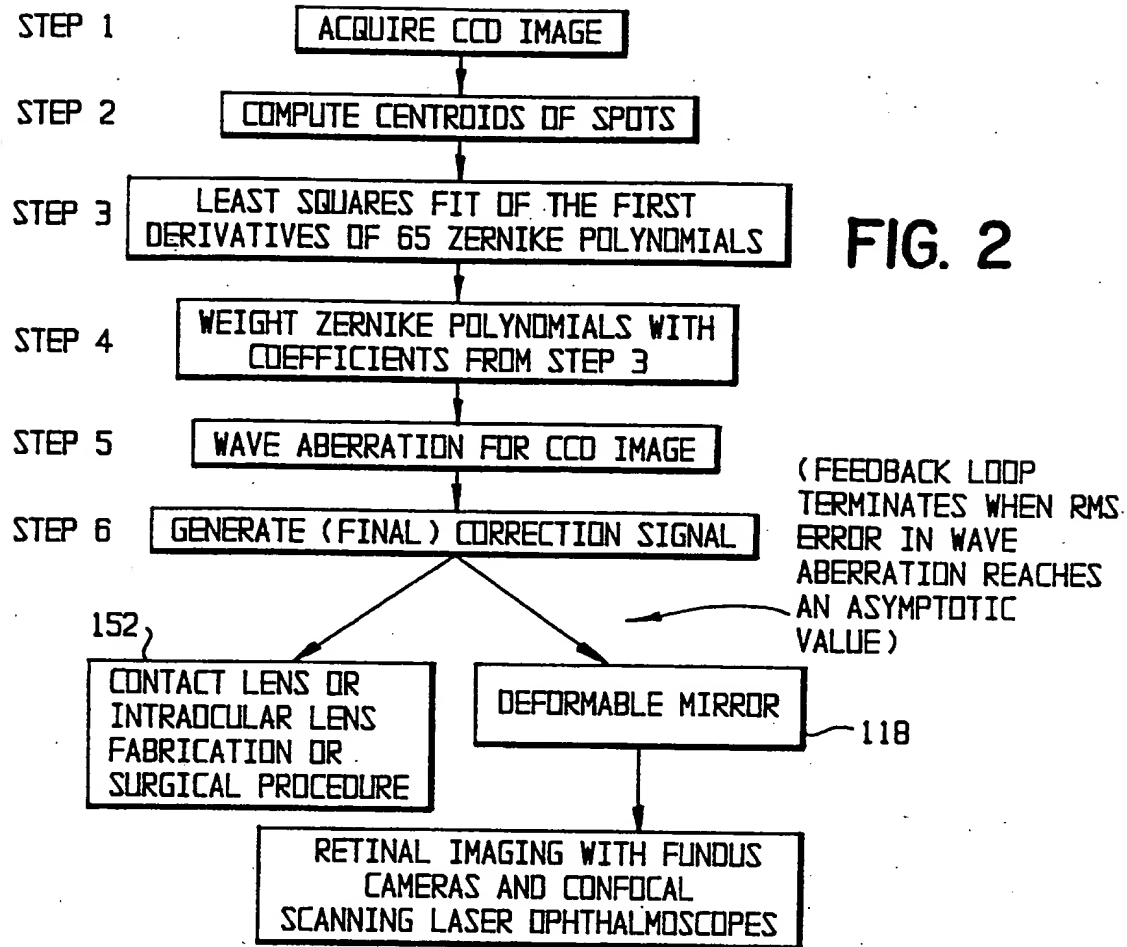 STEP 1
ACQUIRE CCD IMAGE
STEP 2
COMPUTE CENTROIDS OF SPOTS
STEP 3
LEAST SQUARES FIT OF THE FIRST
DERIVATIVES OF 65 ZERNIKE POLYNOMIALS
FIG. 2
STEP 4
WEIGHT ZERNIKE POLYNOMIALS WITH
COEFFICIENTS FROM STEP 3
STEP 5
WAVE ABERRATION FOR CCD IMAGE
STEP 6
GENERATE (FINAL) CORRECTION SIGNAL
(FEEDBACK LOOP
TERMINATES WHEN RMS
ERROR IN WAVE
ABERRATION REACHES
AN ASYMPTOTIC
VALUE)
152
CONTACT LENS OR
INTRAOCULAR LENS
FABRICATION OR
SURGICAL PROCEDURE
DEFORMABLE MIRROR
118
RETINAL IMAGING WITH FUNDUS
CAMERAS AND CONFOCAL
SCANNING LASER OPHTHALMOSCOPES